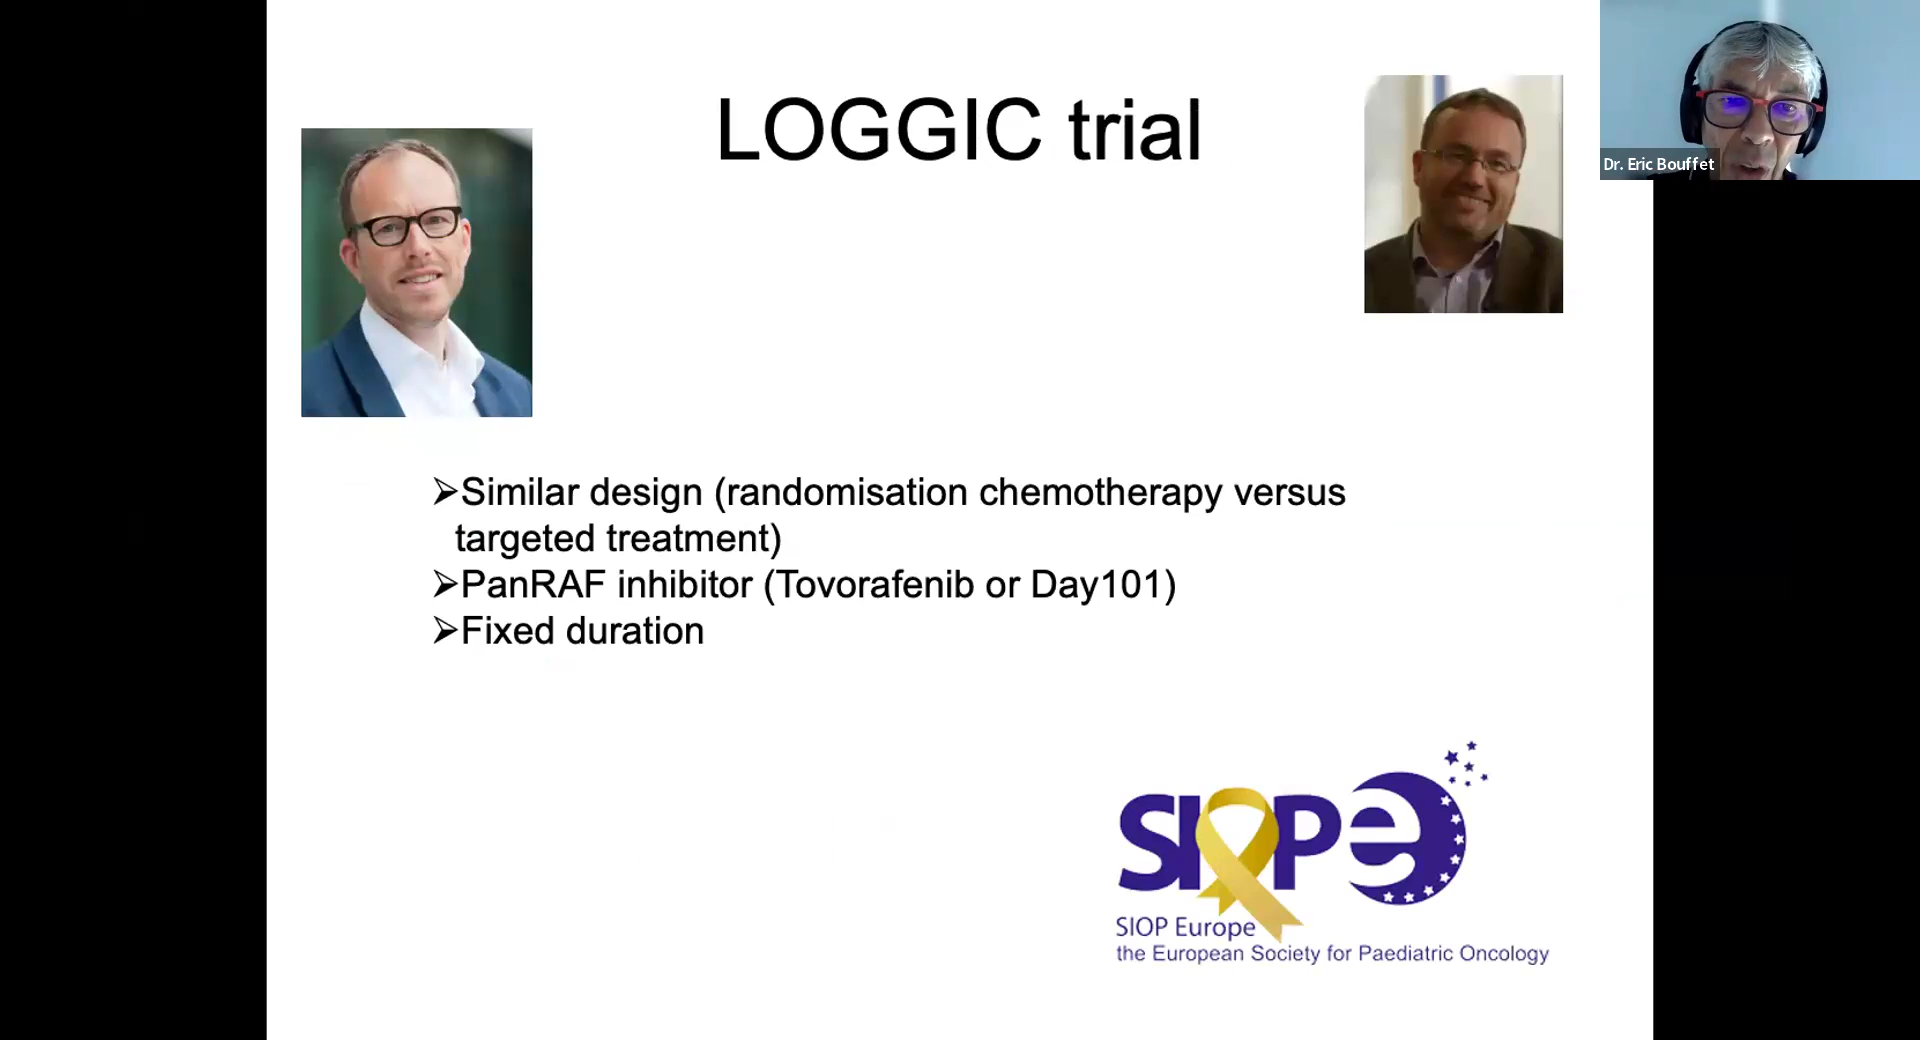 LOGGIC trial
Dr. Eric Bouffet
➢Similar design (randomisation chemotherapy versus
targeted treatment)
➢PanRAF inhibitor (Tovorafenib or Day101)
➢Fixed duration
SIOPe
SIOP Europe
the European Society for Paediatric Oncology